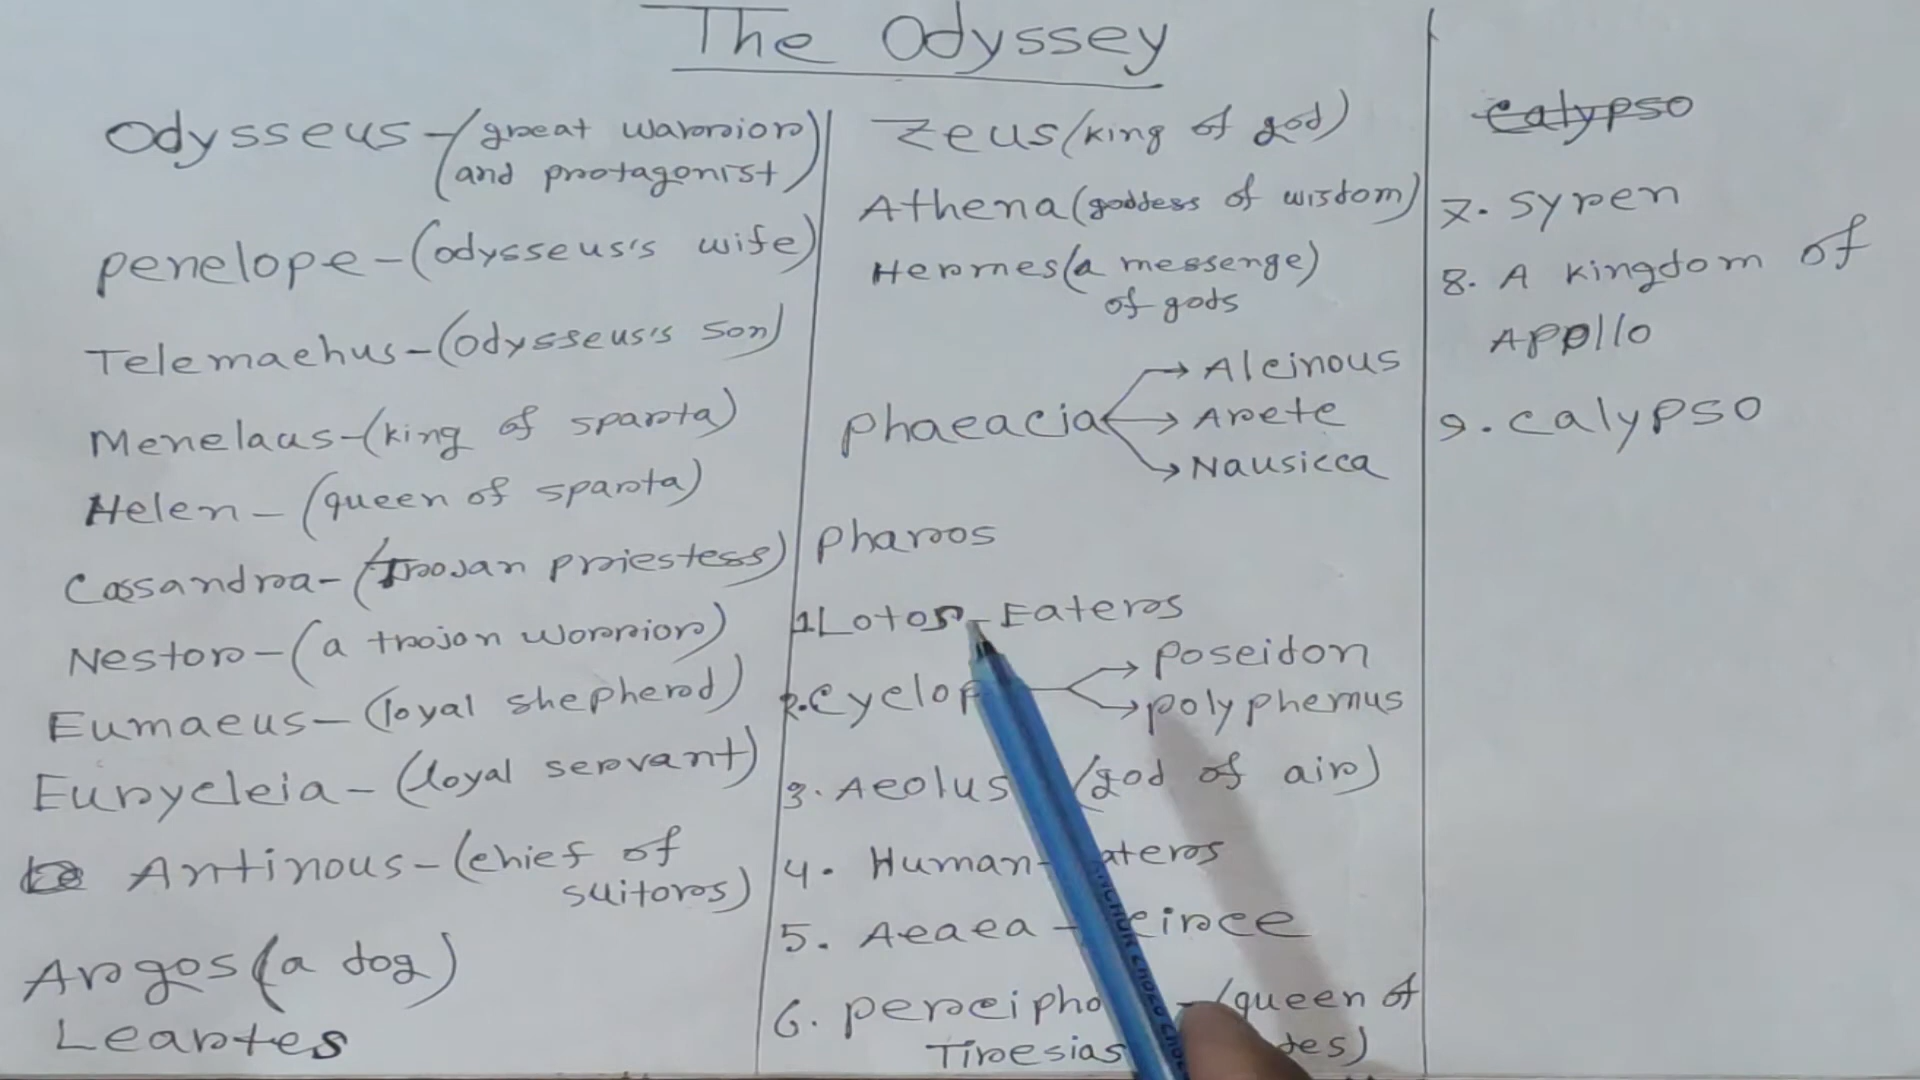 The Odyssey
Odysseus - (great warrior
and protagonist)
Penelope - (Odysseus's wife)
Telemachus - (Odysseus's son)
Menelaus - (king of sparta)
Helen - (queen of sparta)
Cassandra - (Trojan priestess)
Nestor - (a trojan worrior)
Eumaeus - (loyal shepherd)
Eurycleia - (loyal servant)
Antinous - (chief of
suitors)
Argos (a dog)
Leartes
Zeus (king of god)
Athena (goddess of wisdom)
Hermes (a messenge)
of gods
Phaeacia → Alcinous
→ Arete
→ Nausicca
Pharos
1 Lotos - Eaters
2. Cyclop → Poseidon
→ Polyphemus
3. Aeolus (god of air)
4. Human-
5. Aeaea - Circe
6. (queen of
Tiresias
Calypso
7. Syren
8. A kingdom of
Appllo
9. Calypso